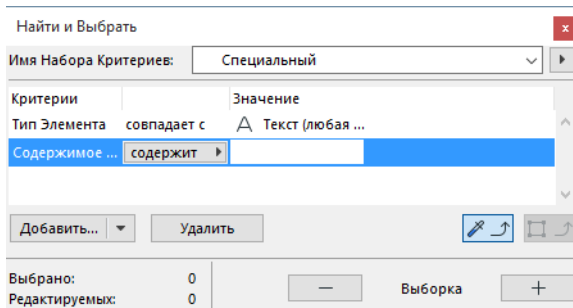 Найти и Выбрать
x
Имя Набора Критериев: Специальный
Критерии Значение
Тип Элемента совпадает с Текст (любая ...
Содержимое ... содержит
Добавить... Удалить
Выбрано: 0
Редактируемых: 0
— Выборка +